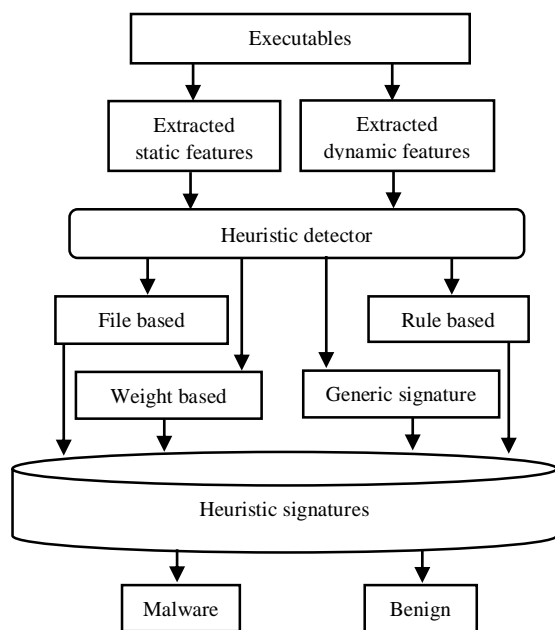 Executables
Extracted
static features
Extracted
dynamic features
Heuristic detector
File based
Rule based
Weight based
Generic signature
Heuristic signatures
Malware
Benign